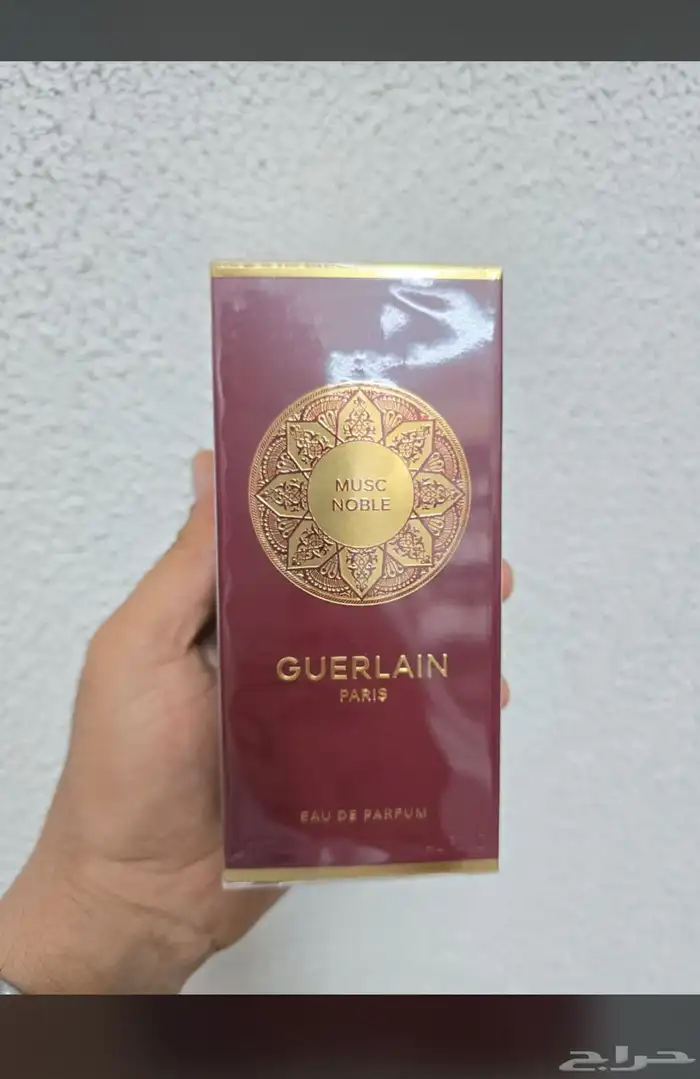 MUSC
NOBLE
GUERLAIN
PARIS
EAU DE PARFUM
حراج